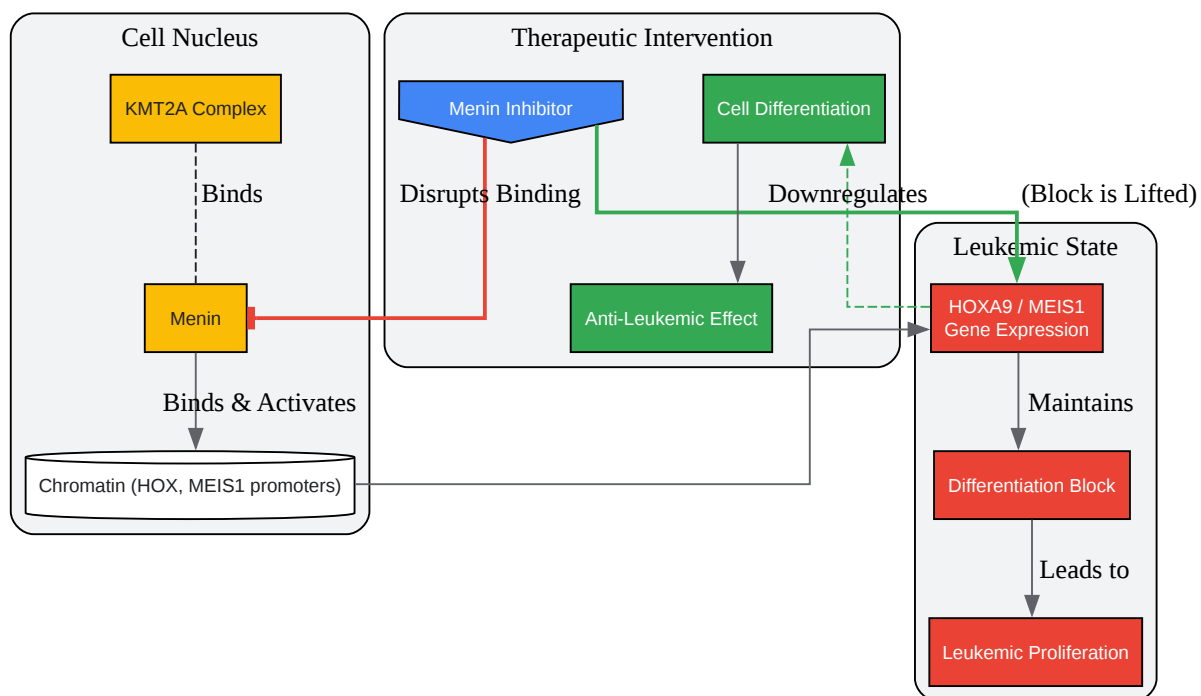 Cell Nucleus
KMT2A Complex
Binds
Menin
Binds & Activates
Chromatin (HOX, MEIS1 promoters)
Therapeutic Intervention
Menin Inhibitor
Cell Differentiation
Disrupts Binding
Downregulates
(Block is Lifted)
Anti-Leukemic Effect
Leukemic State
HOXA9 / MEIS1
Gene Expression
Maintains
Differentiation Block
Leads to
Leukemic Proliferation